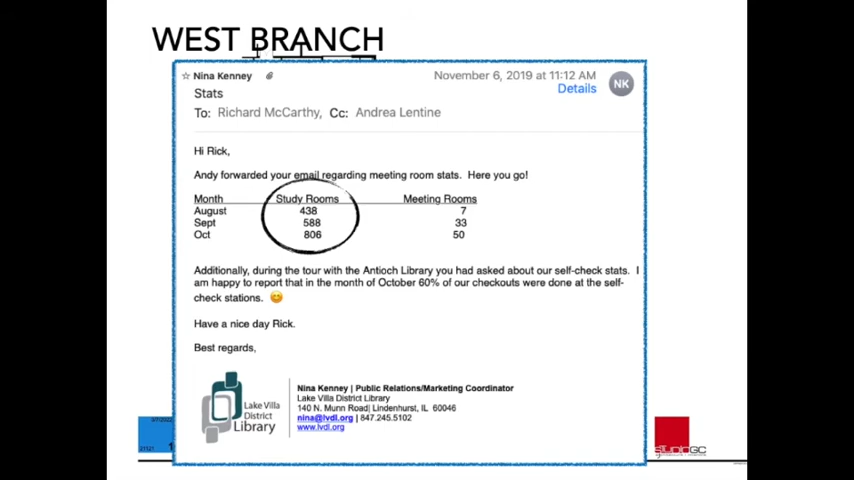 WEST BRANCH
☆ Nina Kenney
November 6, 2019 at 11:12 AM
NK
Stats
Details
To: Richard McCarthy, Cc: Andrea Lentine
Hi Rick,
Andy forwarded your email regarding meeting room stats. Here you go!
Month Study Rooms Meeting Rooms
August 438 7
Sept 588 33
Oct 806 50
Additionally, during the tour with the Antioch Library you had asked about our self-check stats. I
am happy to report that in the month of October 60% of our checkouts were done at the self-
check stations. 😊
Have a nice day Rick.
Best regards,
Lake Villa
District
Library
Nina Kenney | Public Relations/Marketing Coordinator
Lake Villa District Library
140 N. Munn Road| Lindenhurst, IL 60046
nina@lvdl.org | 847.245.5102
www.lvdl.org